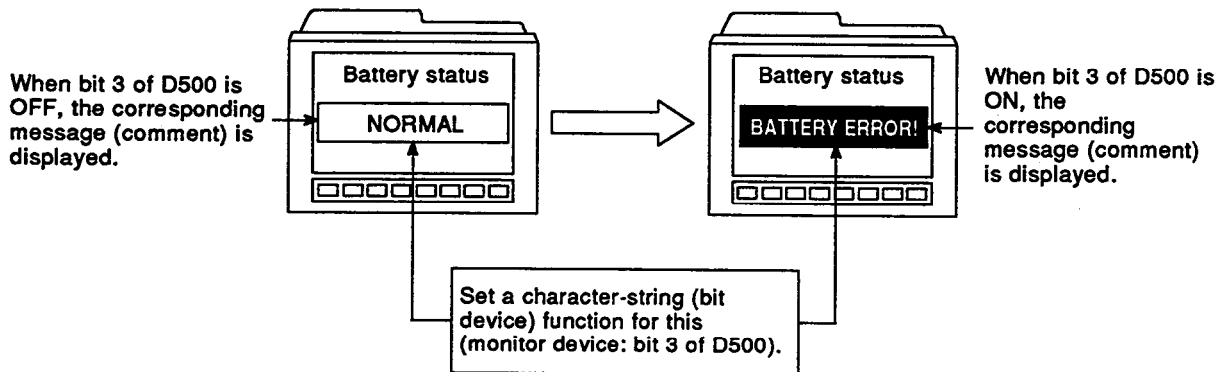 When bit 3 of D500 is
OFF, the corresponding
message (comment) is
displayed.
Battery status
NORMAL
Battery status
BATTERY ERROR!
When bit 3 of D500 is
ON, the
corresponding
message (comment)
is displayed.
Set a character-string (bit
device) function for this
(monitor device: bit 3 of D500).